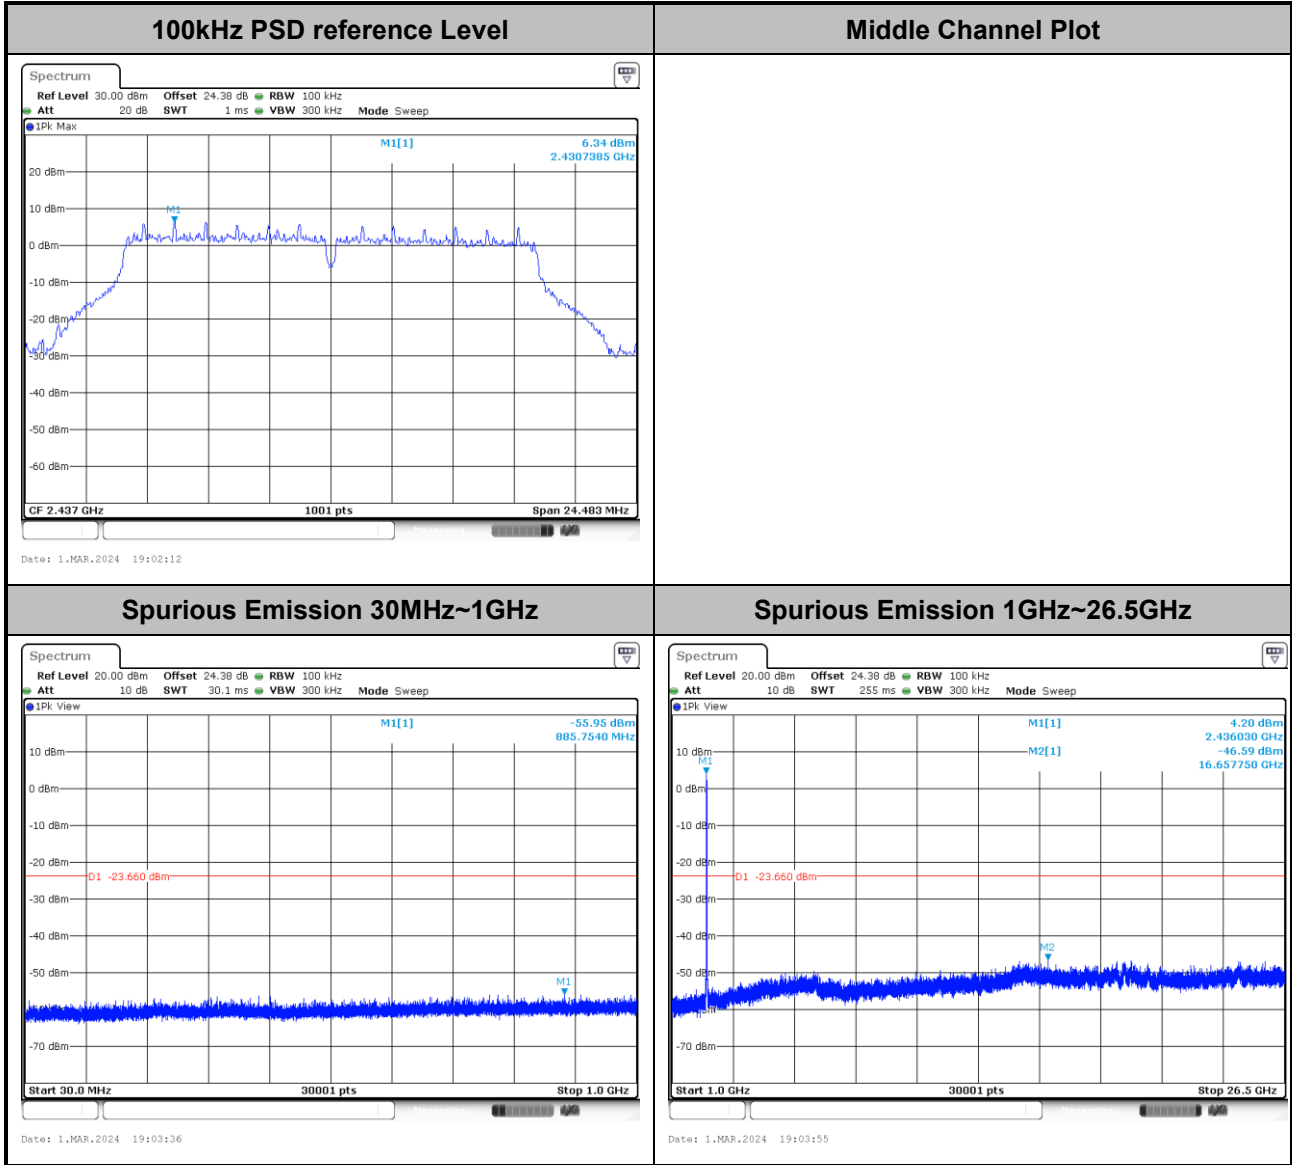 100kHz PSD reference Level
Middle Channel Plot
Spectrum
Ref Level 30.00 dBm Offset 24.38 dB RBW 100 kHz
Att 20 dB SWT 1 ms VBW 300 kHz Mode Sweep
1Pk Max
M1[1] 6.34 dBm
2.4307385 GHz
20 dBm
10 dBm
M1
0 dBm
-10 dBm
-20 dBm
-30 dBm
-40 dBm
-50 dBm
-60 dBm
CF 2.437 GHz 1001 pts Span 24.483 MHz
Measuring
Date: 1.MAR.2024 19:02:12
Spurious Emission 30MHz~1GHz
Spurious Emission 1GHz~26.5GHz
Spectrum
Ref Level 20.00 dBm Offset 24.38 dB RBW 100 kHz
Att 10 dB SWT 30.1 ms VBW 300 kHz Mode Sweep
1Pk View
M1[1] -55.95 dBm
885.7540 MHz
10 dBm
0 dBm
-10 dBm
-20 dBm
D1 -23.660 dBm
-30 dBm
-40 dBm
-50 dBm
M1
-70 dBm
Start 30.0 MHz 30001 pts Stop 1.0 GHz
Measuring
Date: 1.MAR.2024 19:03:36
Spectrum
Ref Level 20.00 dBm Offset 24.38 dB RBW 100 kHz
Att 10 dB SWT 255 ms VBW 300 kHz Mode Sweep
1Pk View
M1[1] 4.20 dBm
2.436030 GHz
10 dBm
M2[1] -46.59 dBm
M1
16.657750 GHz
0 dBm
-10 dBm
-20 dBm
D1 -23.660 dBm
-30 dBm
-40 dBm
M2
-50 dBm
-70 dBm
Start 1.0 GHz 30001 pts Stop 26.5 GHz
Measuring
Date: 1.MAR.2024 19:03:55